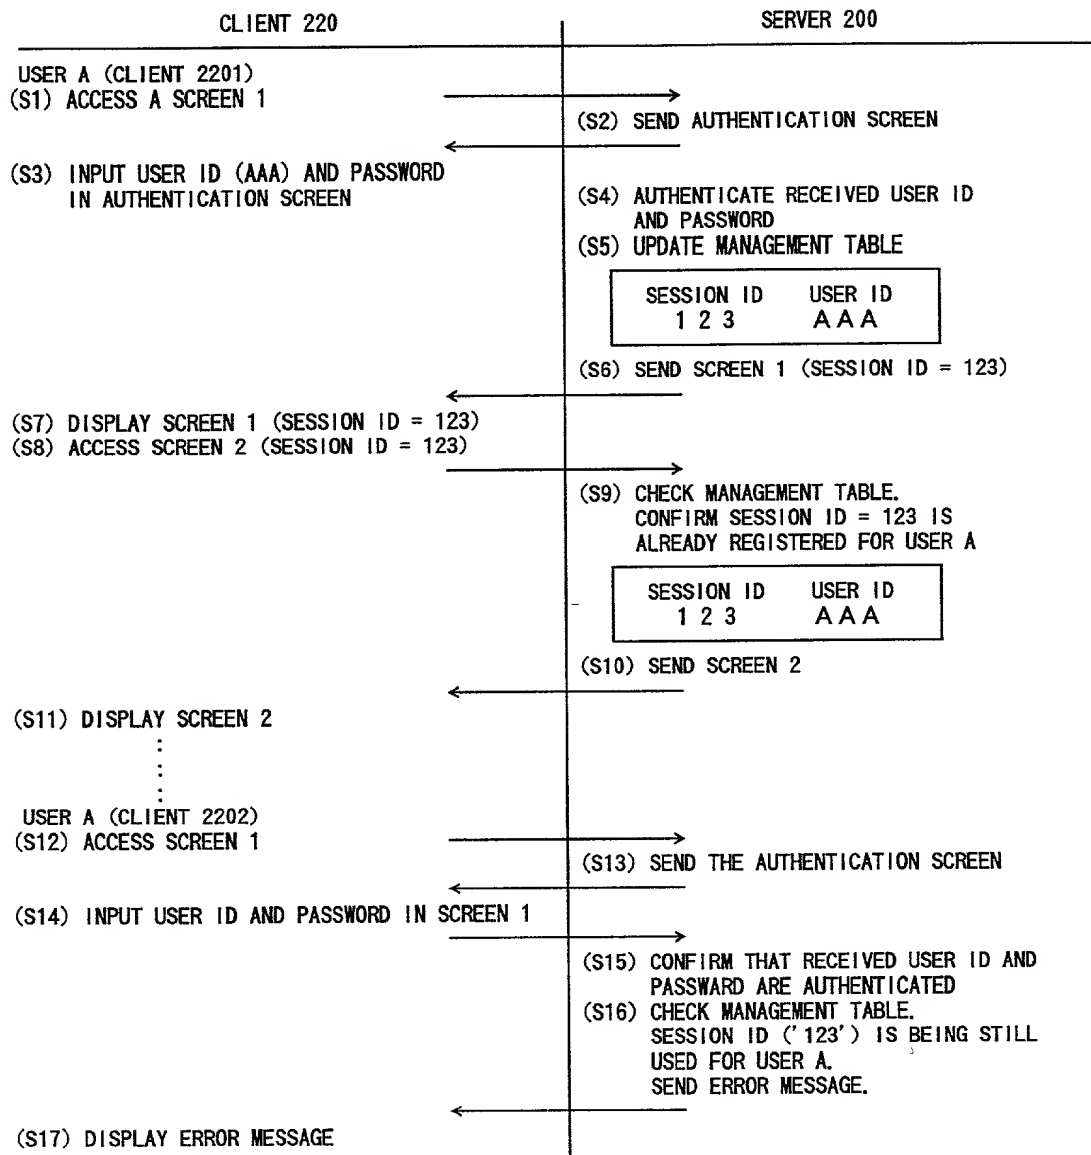 CLIENT 220
SERVER 200
USER A (CLIENT 2201)
(S1) ACCESS A SCREEN 1
(S2) SEND AUTHENTICATION SCREEN
(S3) INPUT USER ID (AAA) AND PASSWORD
IN AUTHENTICATION SCREEN
(S4) AUTHENTICATE RECEIVED USER ID
AND PASSWORD
(S5) UPDATE MANAGEMENT TABLE
SESSION ID USER ID
1 2 3 A A A
(S6) SEND SCREEN 1 (SESSION ID = 123)
(S7) DISPLAY SCREEN 1 (SESSION ID = 123)
(S8) ACCESS SCREEN 2 (SESSION ID = 123)
(S9) CHECK MANAGEMENT TABLE.
CONFIRM SESSION ID = 123 IS
ALREADY REGISTERED FOR USER A
SESSION ID USER ID
1 2 3 A A A
(S10) SEND SCREEN 2
(S11) DISPLAY SCREEN 2
USER A (CLIENT 2202)
(S12) ACCESS SCREEN 1
(S13) SEND THE AUTHENTICATION SCREEN
(S14) INPUT USER ID AND PASSWORD IN SCREEN 1
(S15) CONFIRM THAT RECEIVED USER ID AND
PASSWARD ARE AUTHENTICATED
(S16) CHECK MANAGEMENT TABLE.
SESSION ID ('123') IS BEING STILL
USED FOR USER A.
SEND ERROR MESSAGE.
(S17) DISPLAY ERROR MESSAGE